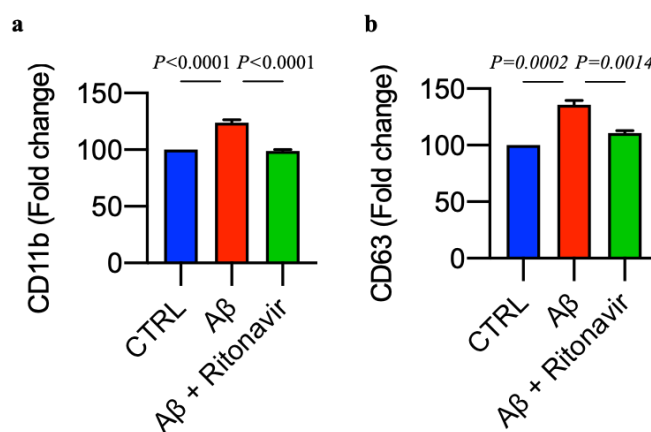 a
P<0.0001 P<0.0001
CD11b (Fold change)
150
100
50
0
CTRL
Aβ
Aβ + Ritonavir
b
P=0.0002 P=0.0014
CD63 (Fold change)
150
100
50
0
CTRL
Aβ
Aβ + Ritonavir